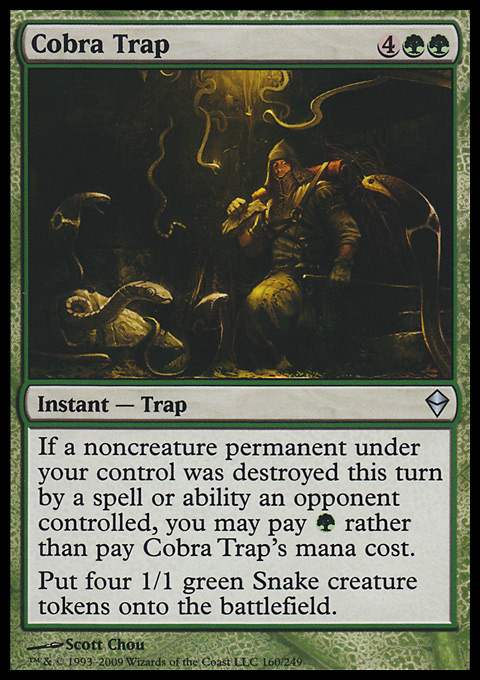 Cobra Trap 4
Instant — Trap
If a noncreature permanent under
your control was destroyed this turn
by a spell or ability an opponent
controlled, you may pay rather
than pay Cobra Trap's mana cost.
Put four 1/1 green Snake creature
tokens onto the battlefield.
Scott Chou
™ & © 1993–2009 Wizards of the Coast LLC 160/249